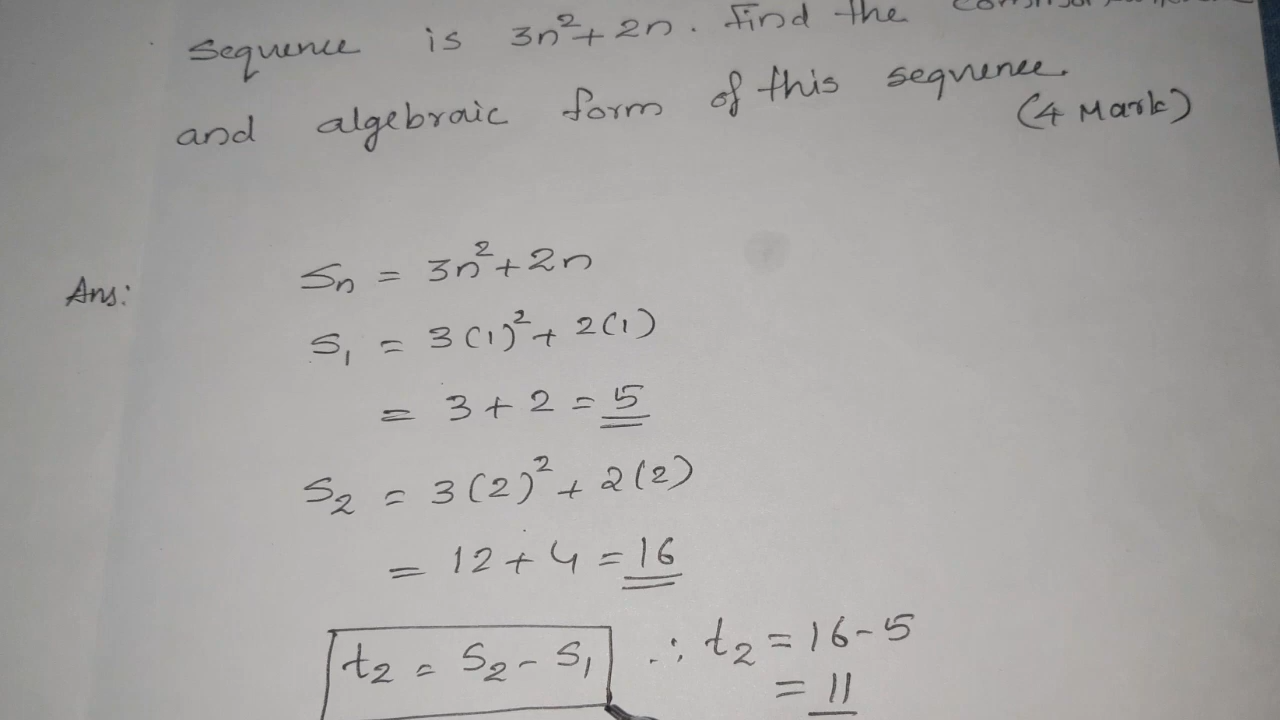 sequence is 3n²+2n. Find the
and algebraic form of this sequence.
(4 Mark)
Ans:
Sn = 3n²+2n
S₁ = 3(1)²+ 2(1)
= 3+2 = 5
S₂ = 3(2)²+ 2(2)
= 12+4 = 16
t₂ = S₂ - S₁ ∴ t₂ = 16-5
= 11